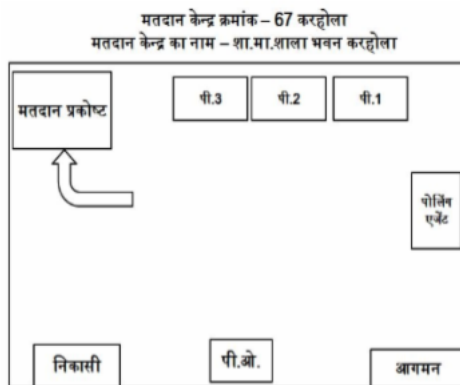 मतदान केन्द्र क्रमांक – 67 करहोला
मतदान केन्द्र का नाम – शा.मा.शाला भवन करहोला
मतदान प्रकोष्ट
पी.3
पी.2
पी.1
पोलिंग
एजेंट
निकासी
पी.ओ.
आगमन